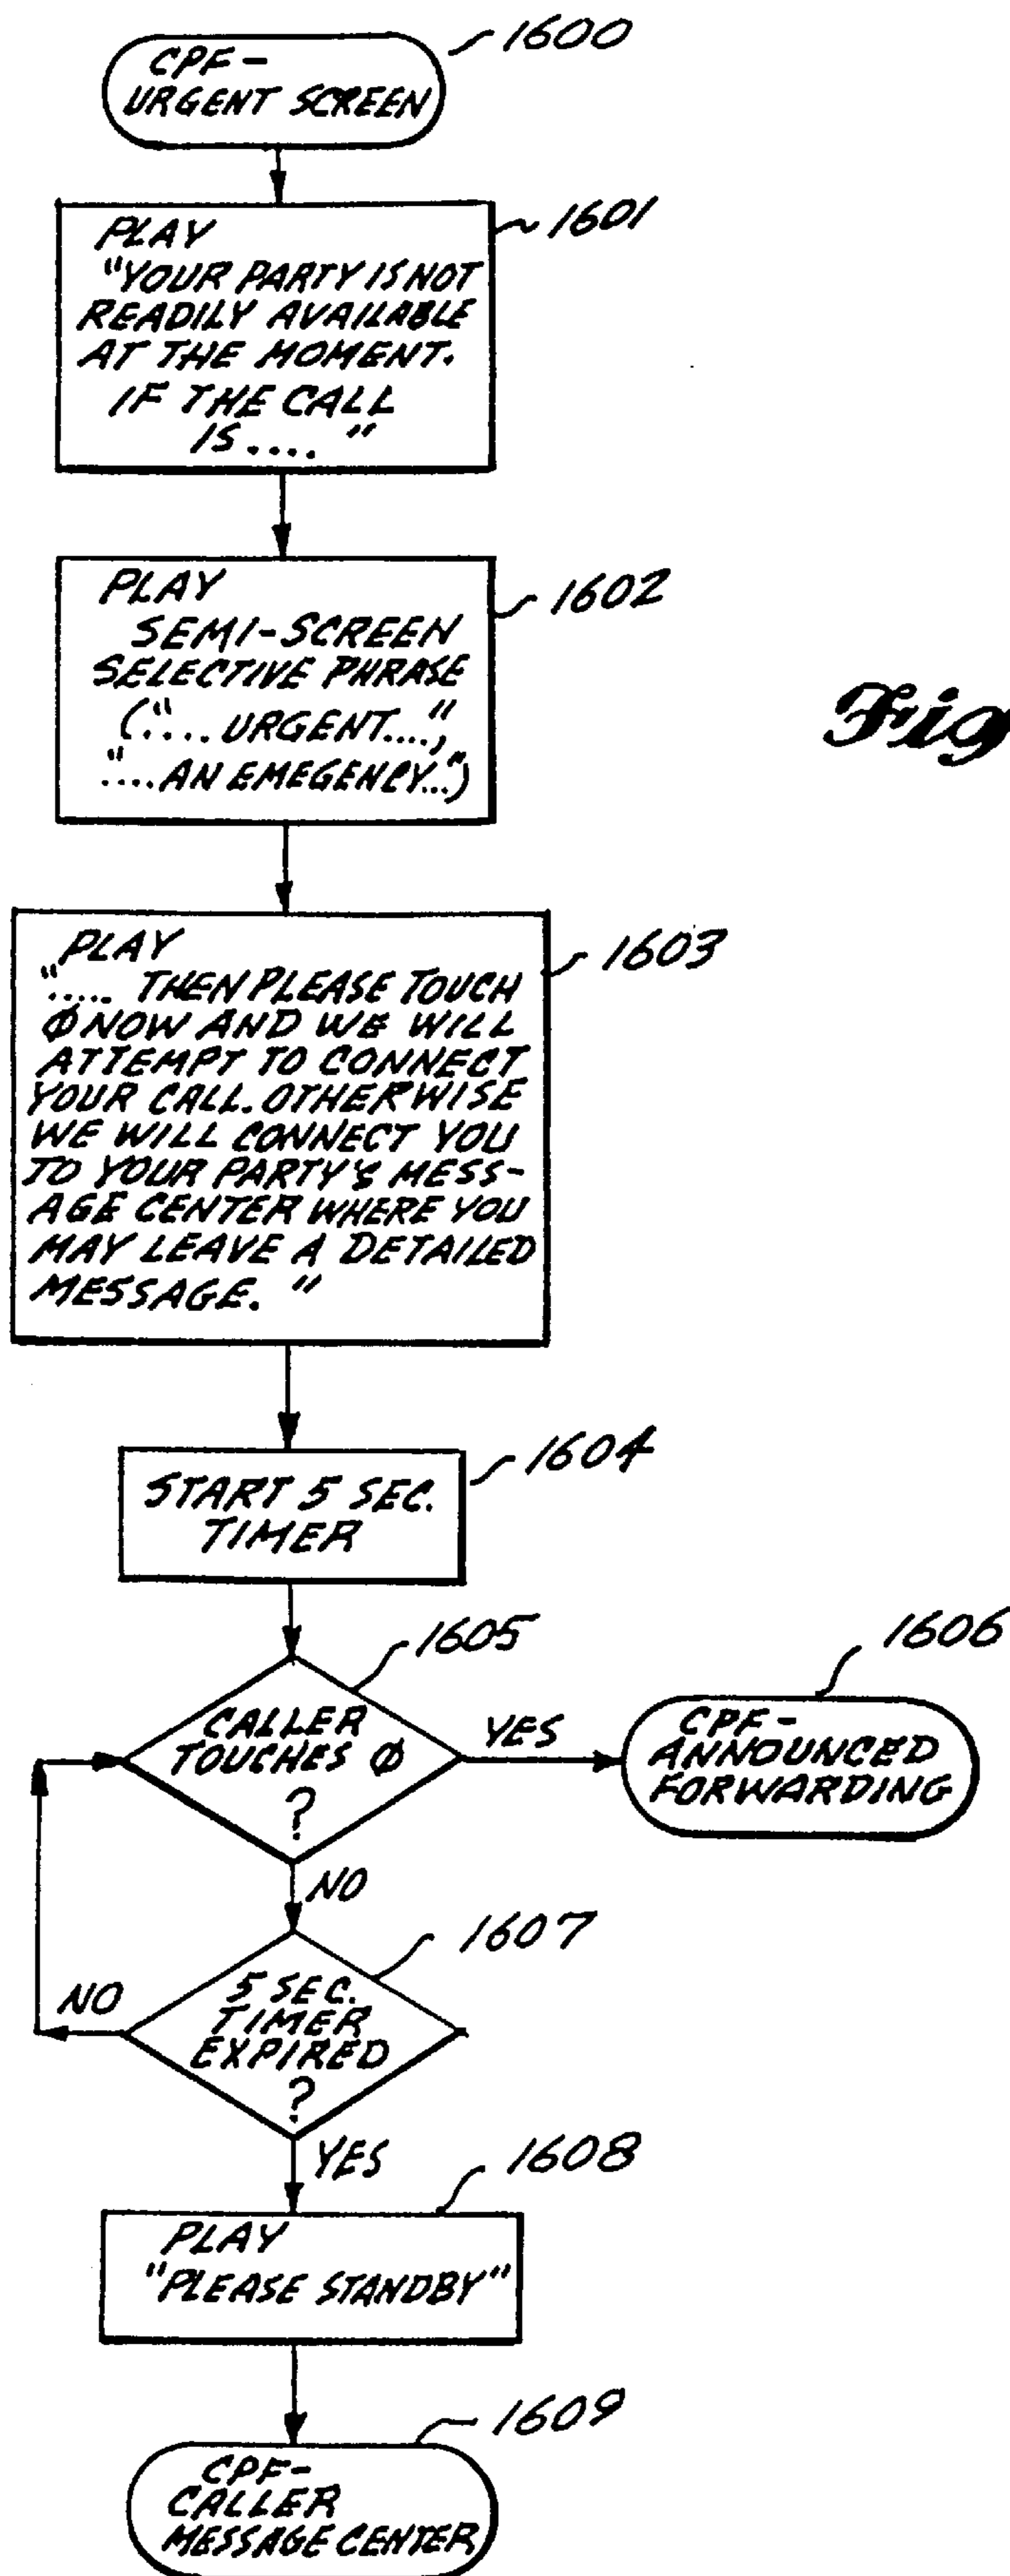 1600
CPF-
URGENT SCREEN
1601
PLAY
"YOUR PARTY IS NOT
READILY AVAILABLE
AT THE MOMENT.
IF THE CALL
IS...."
1602
PLAY
SEMI-SCREEN
SELECTIVE PHRASE
("....URGENT....",
"....AN EMEGENCY...")
Fig
1603
PLAY
"..... THEN PLEASE TOUCH
Ø NOW AND WE WILL
ATTEMPT TO CONNECT
YOUR CALL. OTHERWISE
WE WILL CONNECT YOU
TO YOUR PARTY'S MESS-
AGE CENTER WHERE YOU
MAY LEAVE A DETAILED
MESSAGE."
1604
START 5 SEC.
TIMER
1605
CALLER
TOUCHES Ø
?
YES
1606
CPF-
ANNOUNCED
FORWARDING
NO
1607
5 SEC.
TIMER
EXPIRED
?
NO
YES
1608
PLAY
"PLEASE STANDBY"
1609
CPF-
CALLER
MESSAGE CENTER